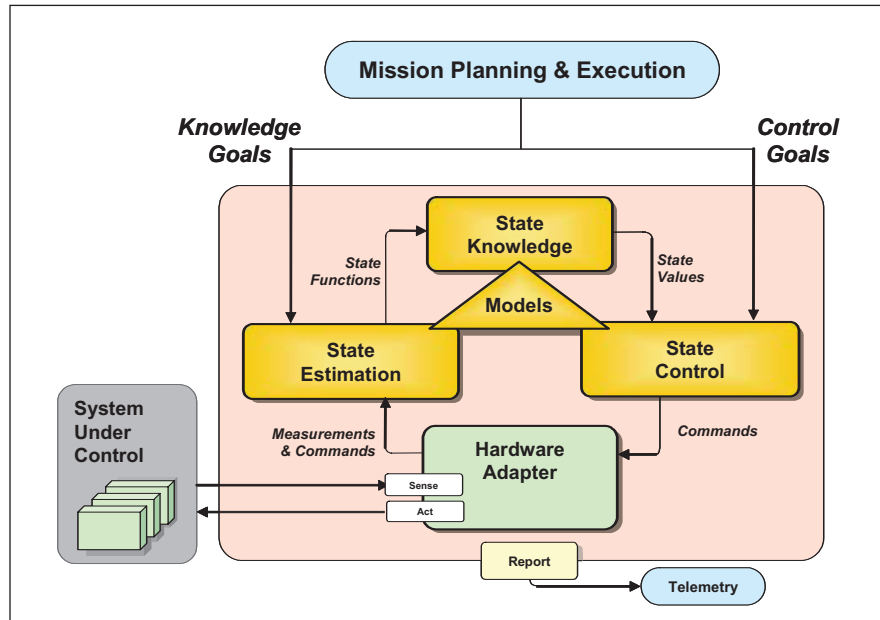 Mission Planning & Execution
Knowledge
Goals
Control
Goals
State
Knowledge
State
Functions
State
Values
Models
State
Estimation
State
Control
System
Under
Control
Measurements
& Commands
Hardware
Adapter
Commands
Sense
Act
Report
Telemetry